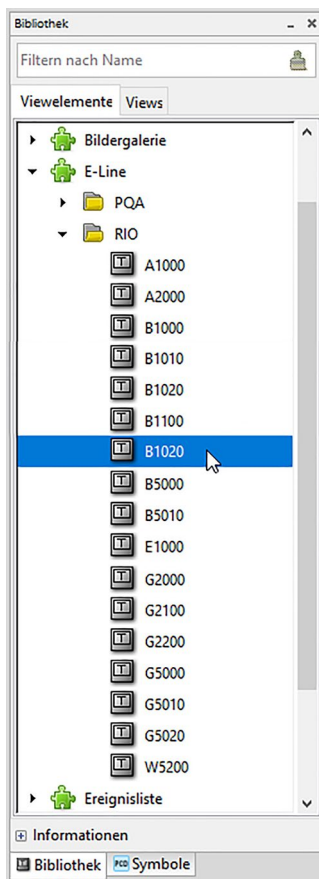 Bibliothek
Filtern nach Name
Viewelemente Views
Bildergalerie
E-Line
PQA
RIO
A1000
A2000
B1000
B1010
B1020
B1100
B1020
B5000
B5010
E1000
G2000
G2100
G2200
G5000
G5010
G5020
W5200
Ereignisliste
Informationen
Bibliothek PCD Symbole